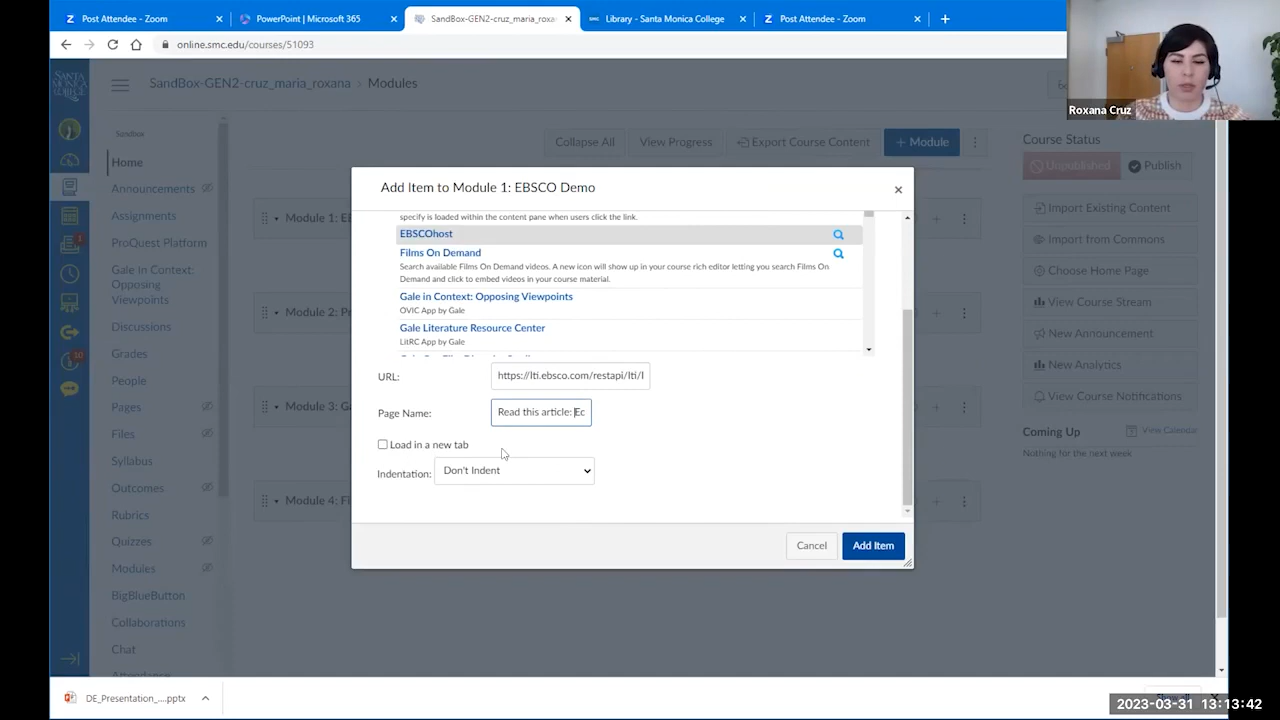 Post Attendee - Zoom
PowerPoint | Microsoft 365
SandBox-GEN2-cruz_maria_roxa
Library - Santa Monica College
Post Attendee - Zoom
online.smc.edu/courses/51093
Roxana Cruz
SANTA MONICA COLLEGE
SandBox-GEN2-cruz_maria_roxana > Modules
Sandbox
Collapse All
View Progress
Export Course Content
+ Module
Course Status
Unpublished
Publish
Home
Announcements
Assignments
ProQuest Platform
Gale In Context:
Opposing
Viewpoints
Discussions
Grades
People
Pages
Files
Syllabus
Outcomes
Rubrics
Quizzes
Modules
BigBlueButton
Collaborations
Chat
Attendance
1
10
Module 1: E
Module 2: Pr
Module 3: Ga
Module 4: Fi
Add Item to Module 1: EBSCO Demo
specify is loaded within the content pane when users click the link.
EBSCOhost
Films On Demand
Search available Films On Demand videos. A new icon will show up in your course rich editor letting you search Films On
Demand and click to embed videos in your course material.
Gale in Context: Opposing Viewpoints
OVIC App by Gale
Gale Literature Resource Center
LitRC App by Gale
URL:
https://lti.ebsco.com/restapi/lti/l
Page Name:
Read this article: Ec
Load in a new tab
Indentation:
Don't Indent
Cancel
Add Item
Import Existing Content
Import from Commons
Choose Home Page
View Course Stream
New Announcement
New Analytics
View Course Notifications
Coming Up
View Calendar
Nothing for the next week
DE_Presentation_....pptx
2023-03-31 13:13:42